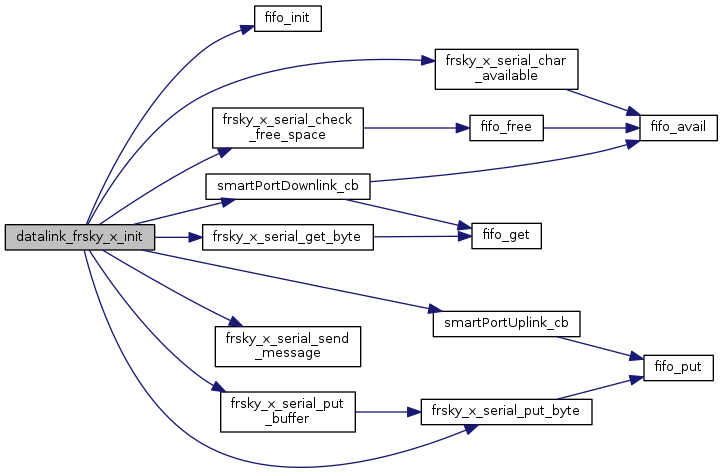 fifo_init
frsky_x_serial_char
_available
frsky_x_serial_check
_free_space
fifo_free
fifo_avail
smartPortDownlink_cb
datalink_frsky_x_init
frsky_x_serial_get_byte
fifo_get
smartPortUplink_cb
frsky_x_serial_send
_message
fifo_put
frsky_x_serial_put
_buffer
frsky_x_serial_put_byte